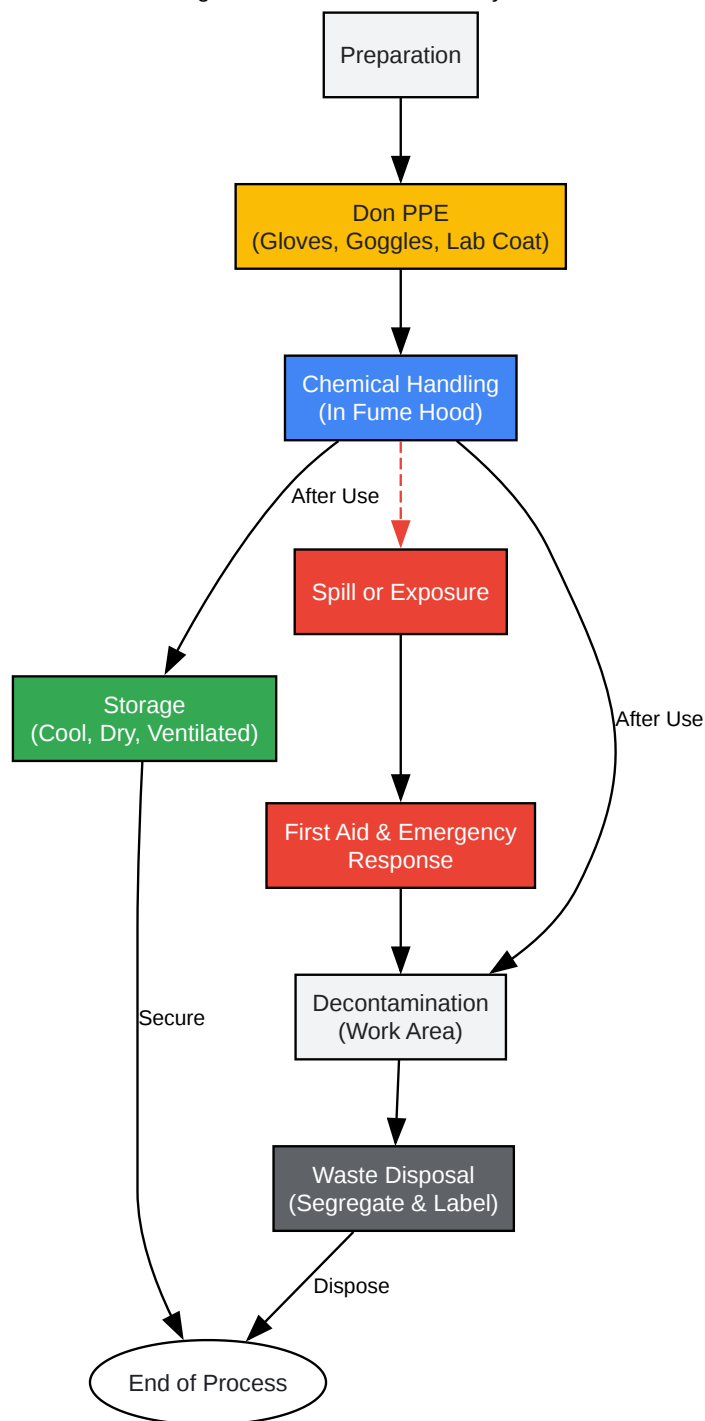 Preparation
Don PPE
(Gloves, Goggles, Lab Coat)
Chemical Handling
(In Fume Hood)
After Use
Spill or Exposure
Storage
(Cool, Dry, Ventilated)
After Use
First Aid & Emergency
Response
Decontamination
(Work Area)
Secure
Waste Disposal
(Segregate & Label)
Dispose
End of Process